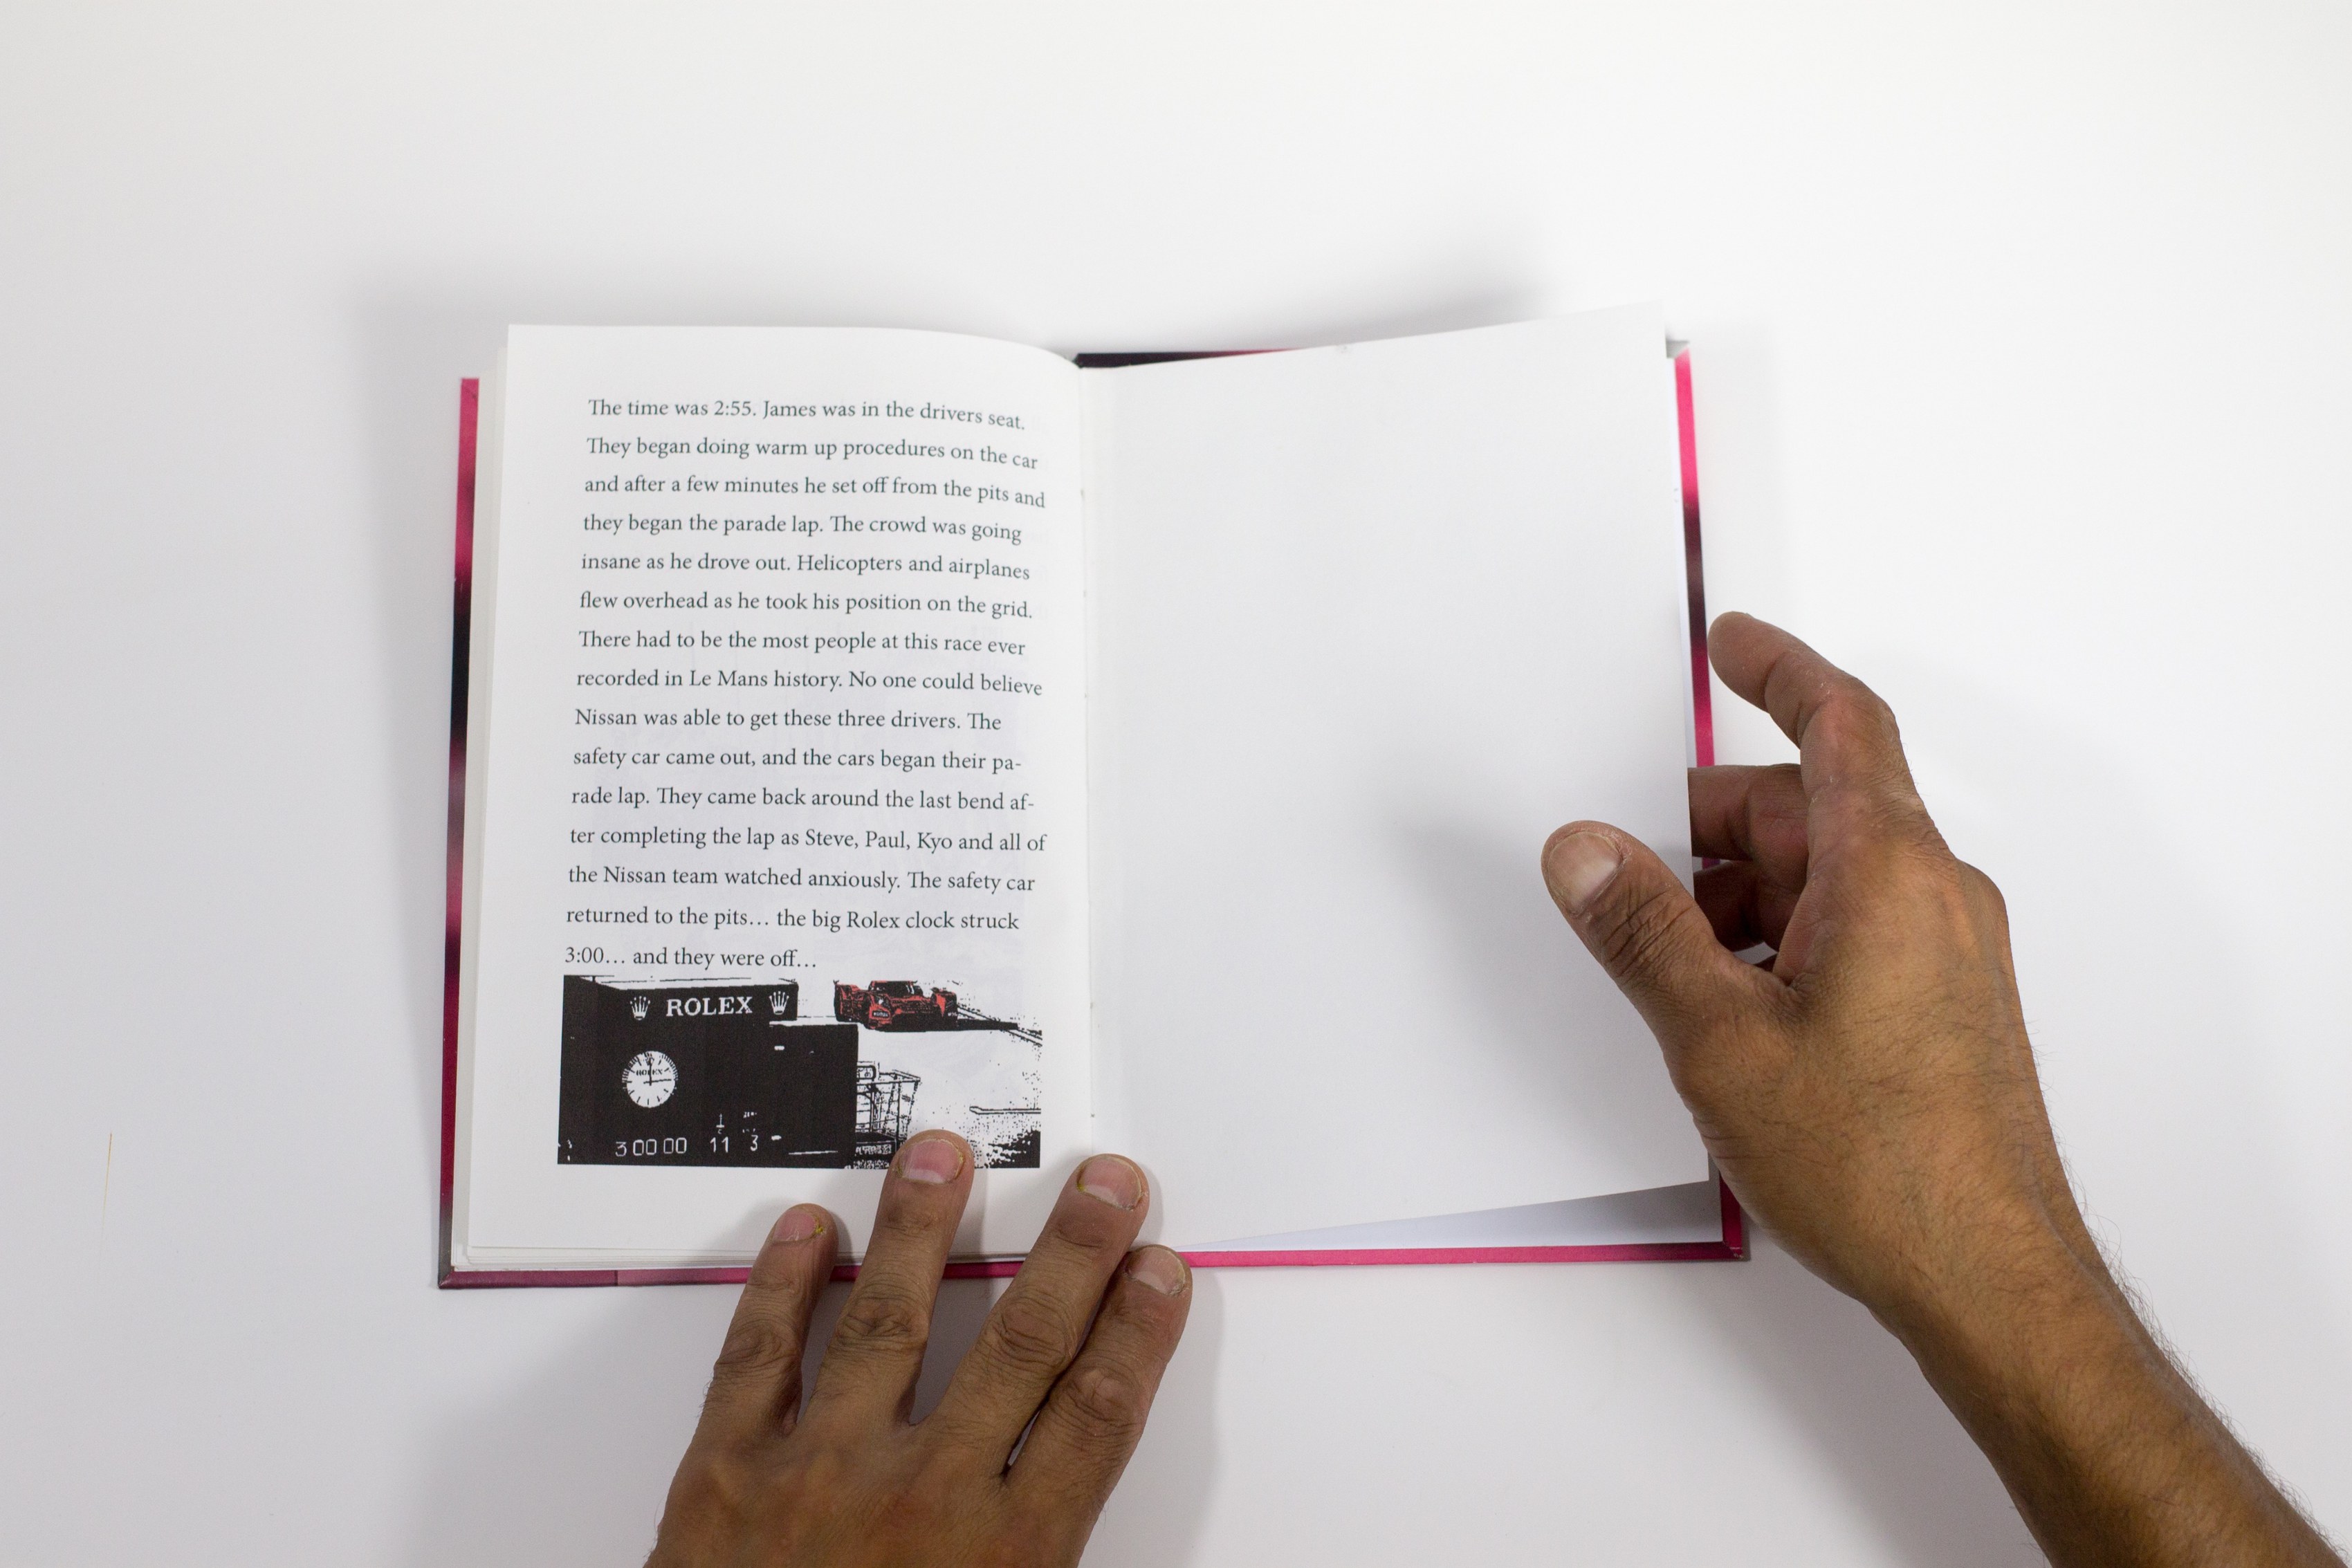 The time was 2:55. James was in the drivers seat.
They began doing warm up procedures on the car
and after a few minutes he set off from the pits and
they began the parade lap. The crowd was going
insane as he drove out. Helicopters and airplanes
flew overhead as he took his position on the grid.
There had to be the most people at this race ever
recorded in Le Mans history. No one could believe
Nissan was able to get these three drivers. The
safety car came out, and the cars began their pa-
rade lap. They came back around the last bend af-
ter completing the lap as Steve, Paul, Kyo and all of
the Nissan team watched anxiously. The safety car
returned to the pits… the big Rolex clock struck
3:00… and they were off…
ROLEX
ROLEX
3 00 00 11 3